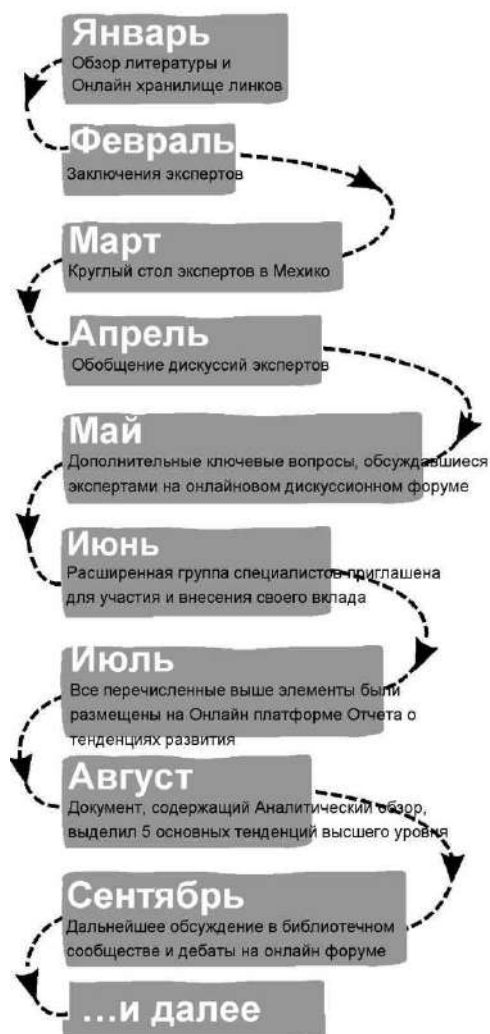 Январь
Обзор литературы и
Онлайн хранилище линков
Февраль
Заключения экспертов
Март
Круглый стол экспертов в Мехико
Апрель
Обобщение дискуссий экспертов
Май
Дополнительные ключевые вопросы, обсуждавшиеся
экспертами на онлайновом дискуссионном форуме
Июнь
Расширенная группа специалистов приглашена
для участия и внесения своего вклада
Июль
Все перечисленные выше элементы были
размещены на Онлайн платформе Отчета о
тенденциях развития
Август
Документ, содержащий Аналитический обзор,
выделил 5 основных тенденций высшего уровня
Сентябрь
Дальнейшее обсуждение в библиотечном
сообществе и дебаты на онлайн форуме
...и далее